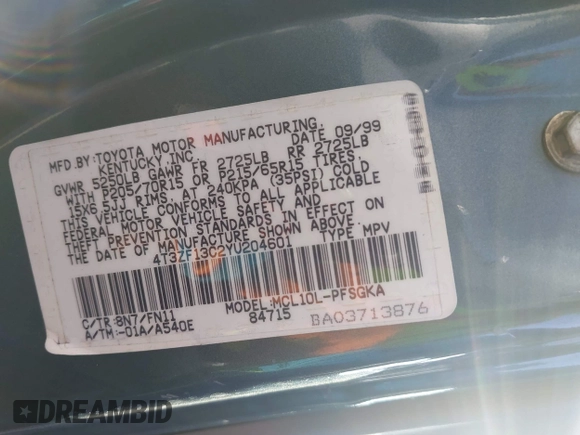 MFD. BY: TOYOTA MOTOR MANUFACTURING,
KENTUCKY INC. DATE 09/99
GVWR 5250LB GAWR FR 2725LB RR 2725LB
WITH P205/70R15 OR P215/65R15 TIRES,
15X6.5JJ RIMS, AT 240KPA (35PSI) COLD
THIS VEHICLE CONFORMS TO ALL APPLICABLE
FEDERAL MOTOR VEHICLE SAFETY AND
THEFT PREVENTION STANDARDS IN EFFECT ON
THE DATE OF MANUFACTURE SHOWN ABOVE.
4T3ZF13C2YU204601 TYPE MPV
C/TR:8N7/FN11 MODEL:MCL10L-PFSGKA
A/TM:-01A/A540E 84715
BA03713876
DREAMBID